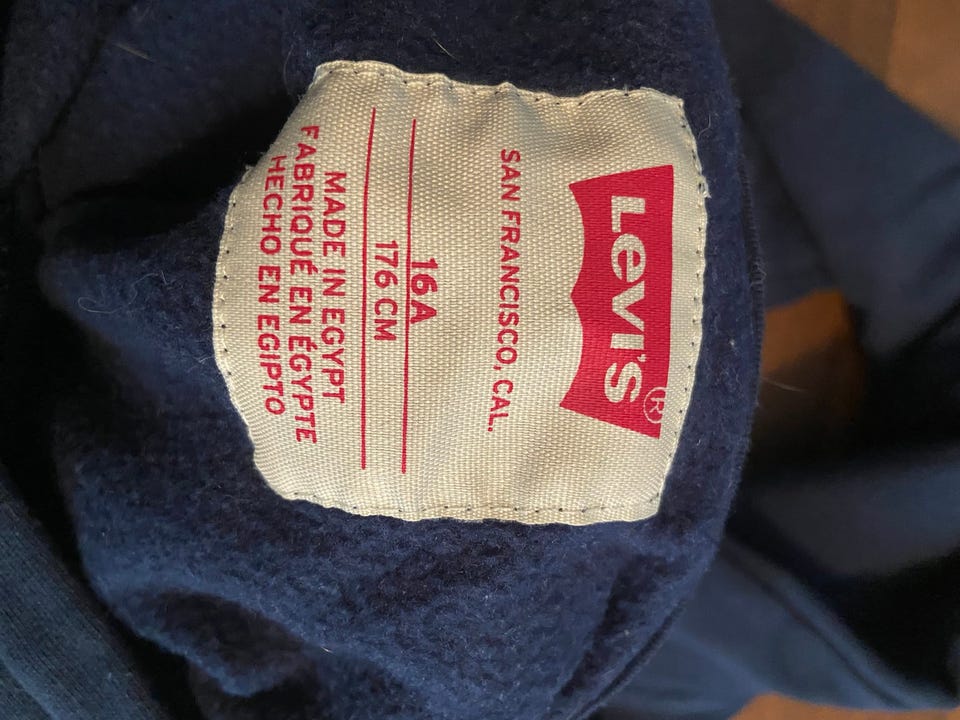 Levi's®
SAN FRANCISCO, CAL.
16A
176 CM
MADE IN EGYPT
FABRIQUÉ EN ÉGYPTE
HECHO EN EGIPTO